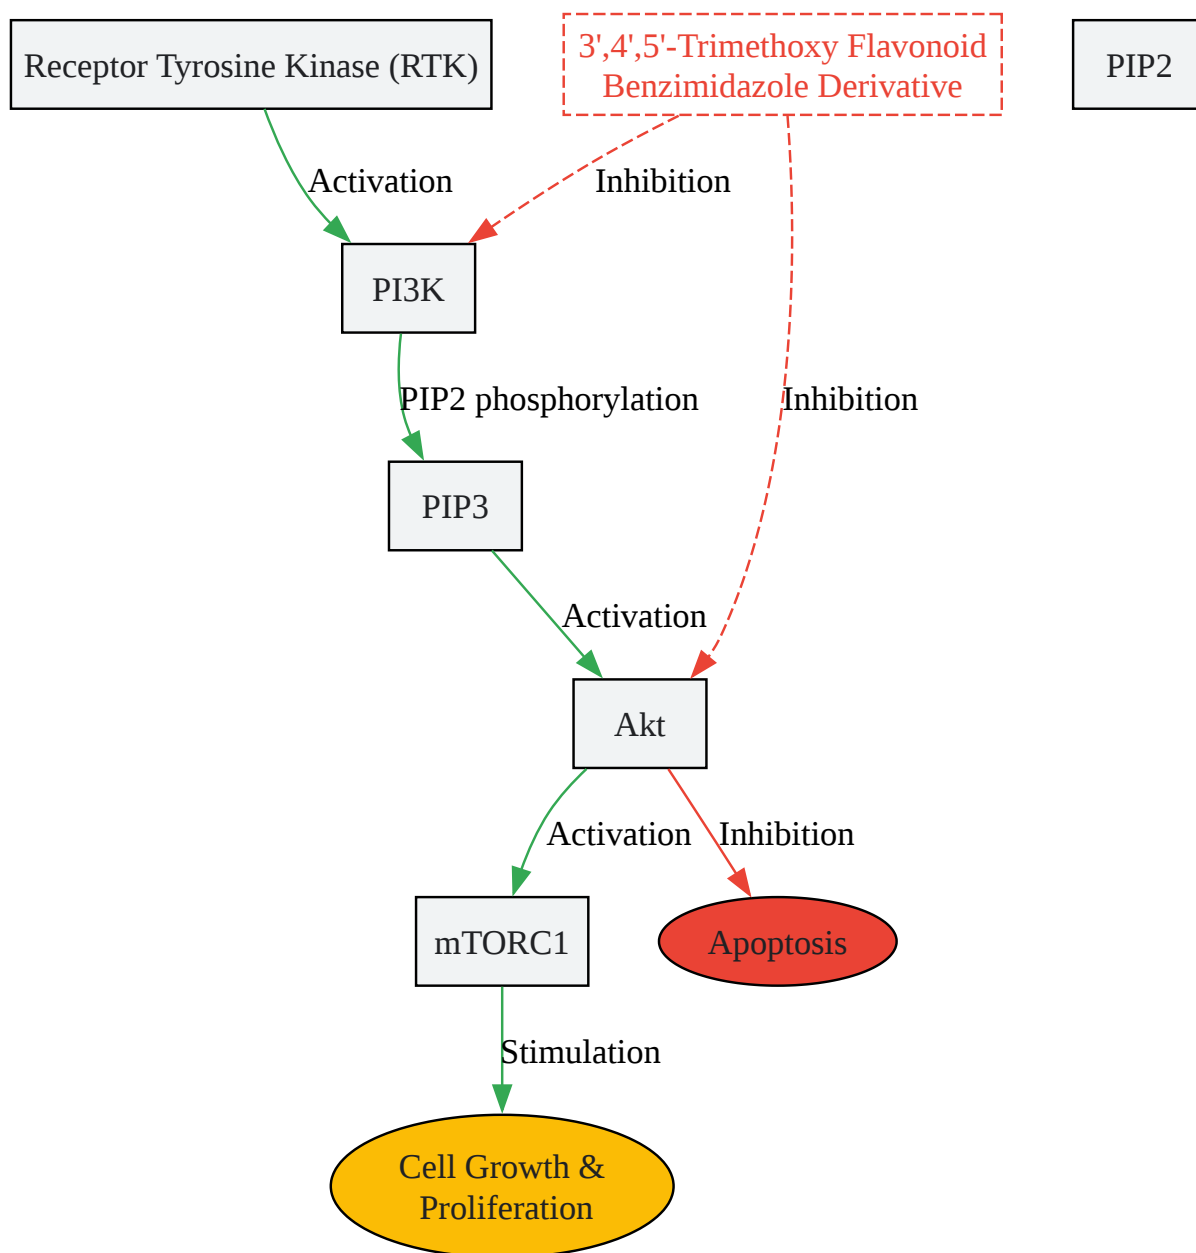 Receptor Tyrosine Kinase (RTK)
3',4',5'-Trimethoxy Flavonoid
Benzimidazole Derivative
PIP2
Activation
Inhibition
PI3K
PIP2 phosphorylation
Inhibition
PIP3
Activation
Akt
Activation
Inhibition
mTORC1
Apoptosis
Stimulation
Cell Growth &
Proliferation